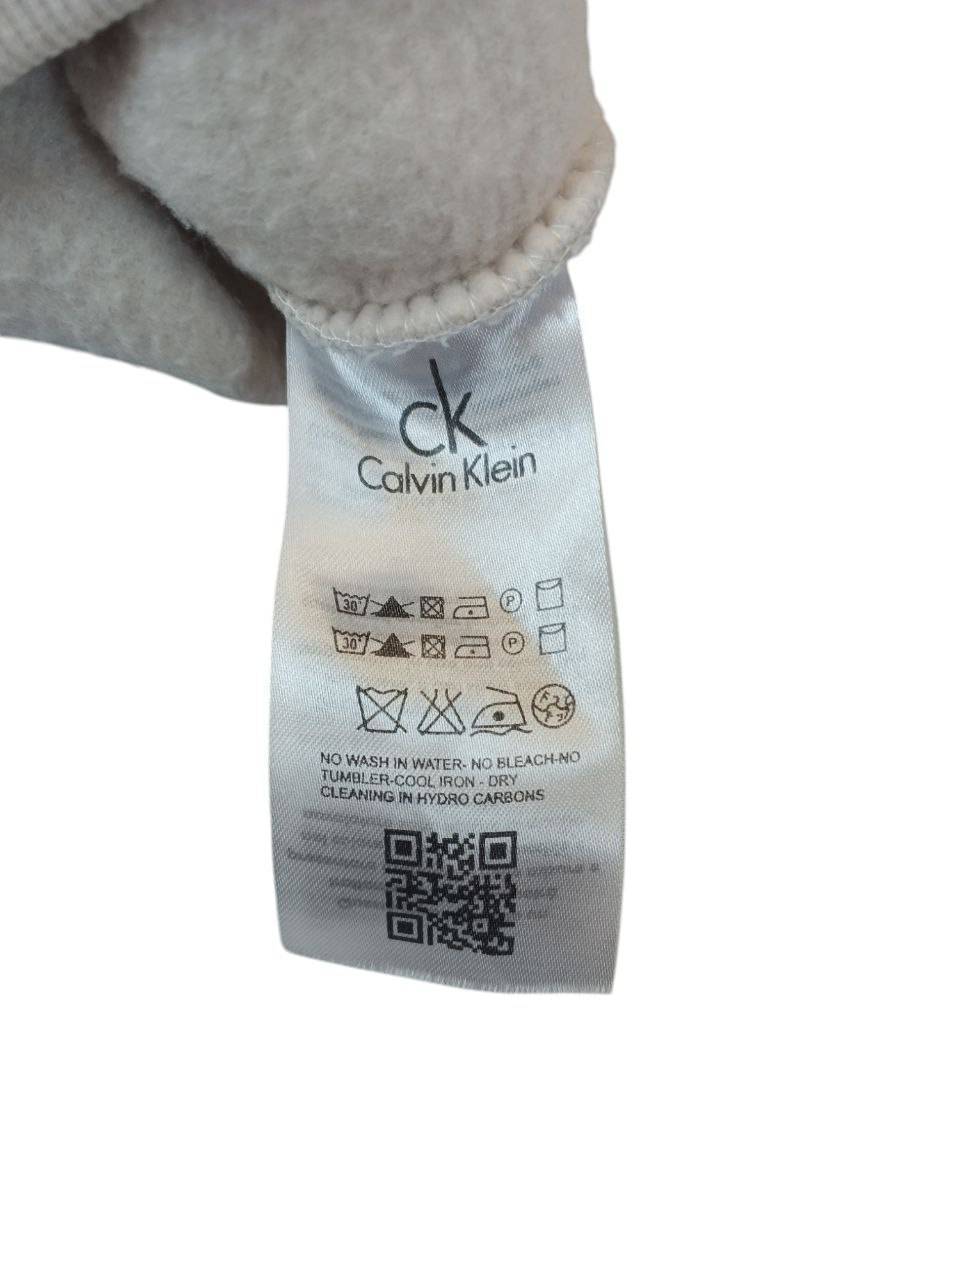 ck
Calvin Klein
30° P
30° P
NO WASH IN WATER- NO BLEACH-NO
TUMBLER-COOL IRON - DRY
CLEANING IN HYDRO CARBONS